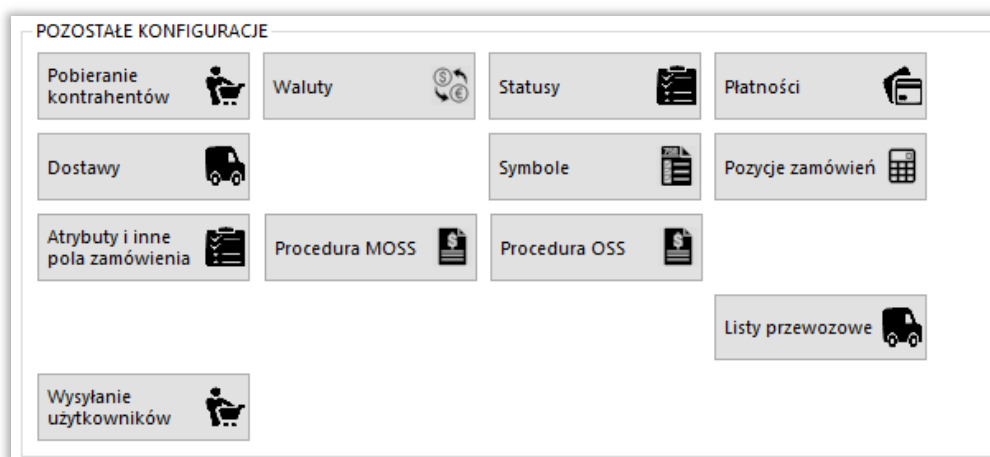 POZOSTAŁE KONFIGURACJE
Pobieranie
kontrahentów
Waluty
Statusy
Płatności
Dostawy
Symbole
Pozycje zamówień
Atrybuty i inne
pola zamówienia
Procedura MOSS
Procedura OSS
Listy przewozowe
Wysyłanie
użytkowników